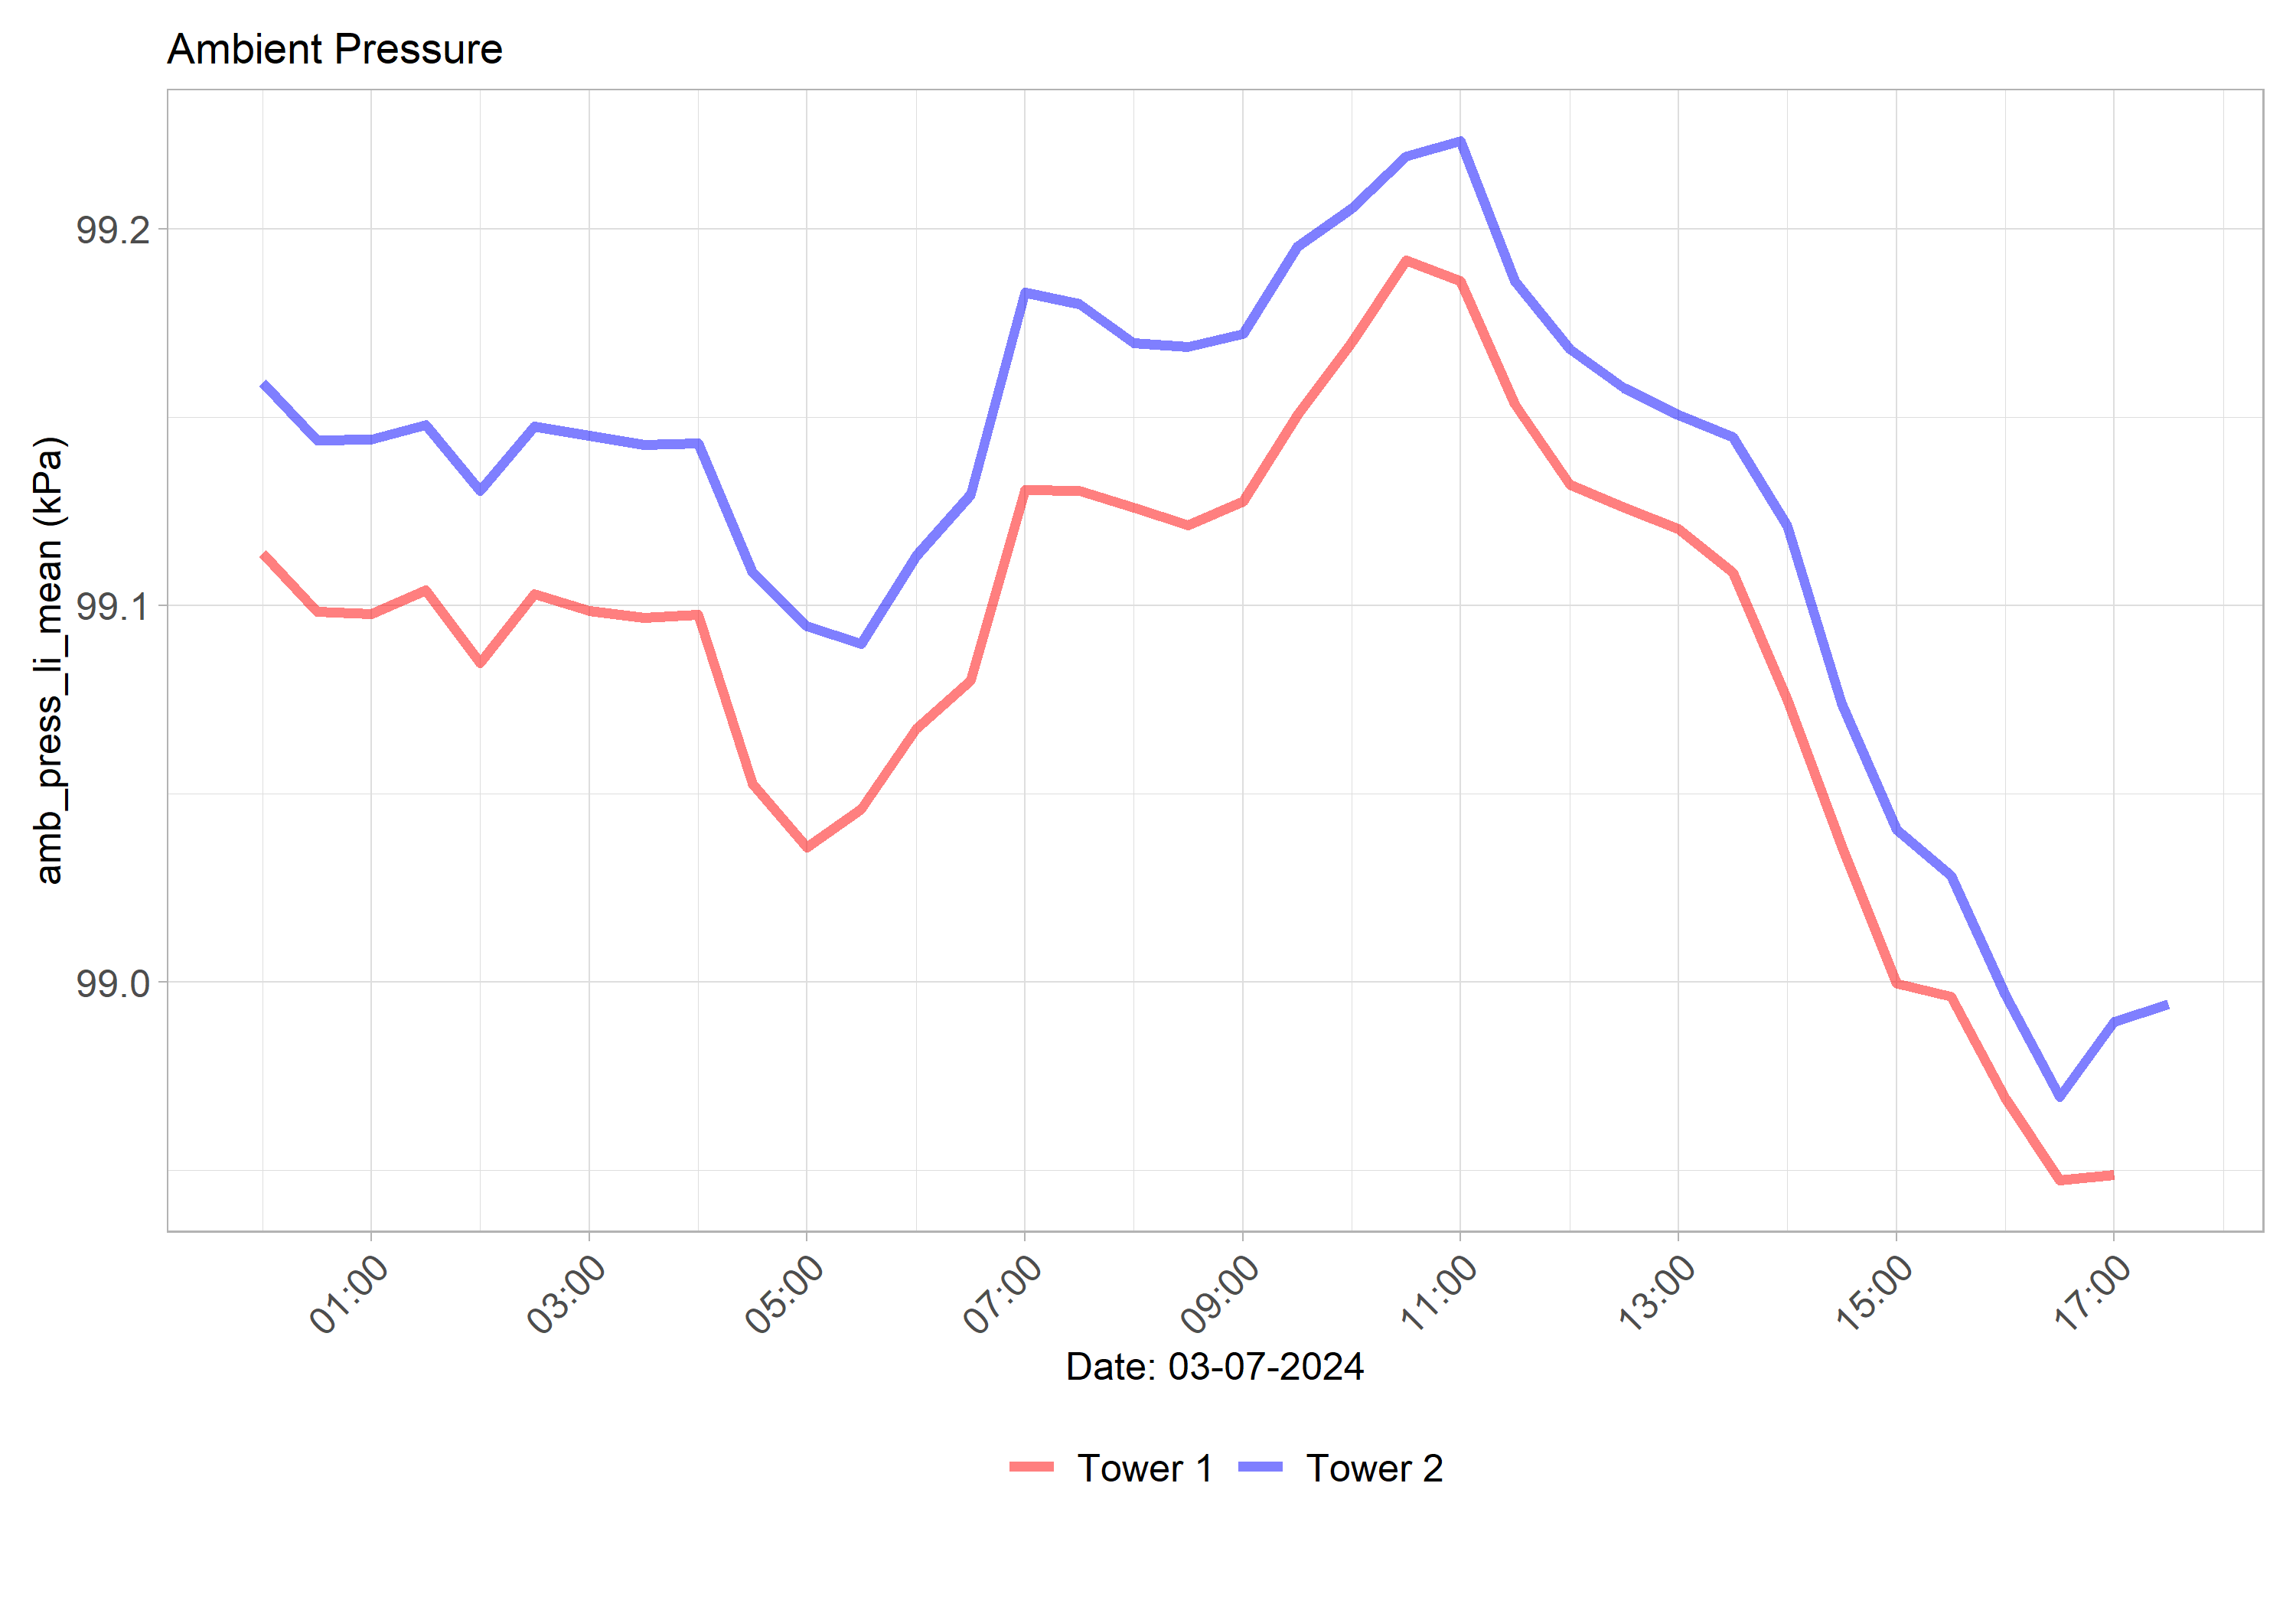 Ambient Pressure
amb_press_li_mean (kPa)
99.2
99.1
99.0
01:00
03:00
05:00
07:00
09:00
11:00
13:00
15:00
17:00
Date: 03-07-2024
Tower 1
Tower 2